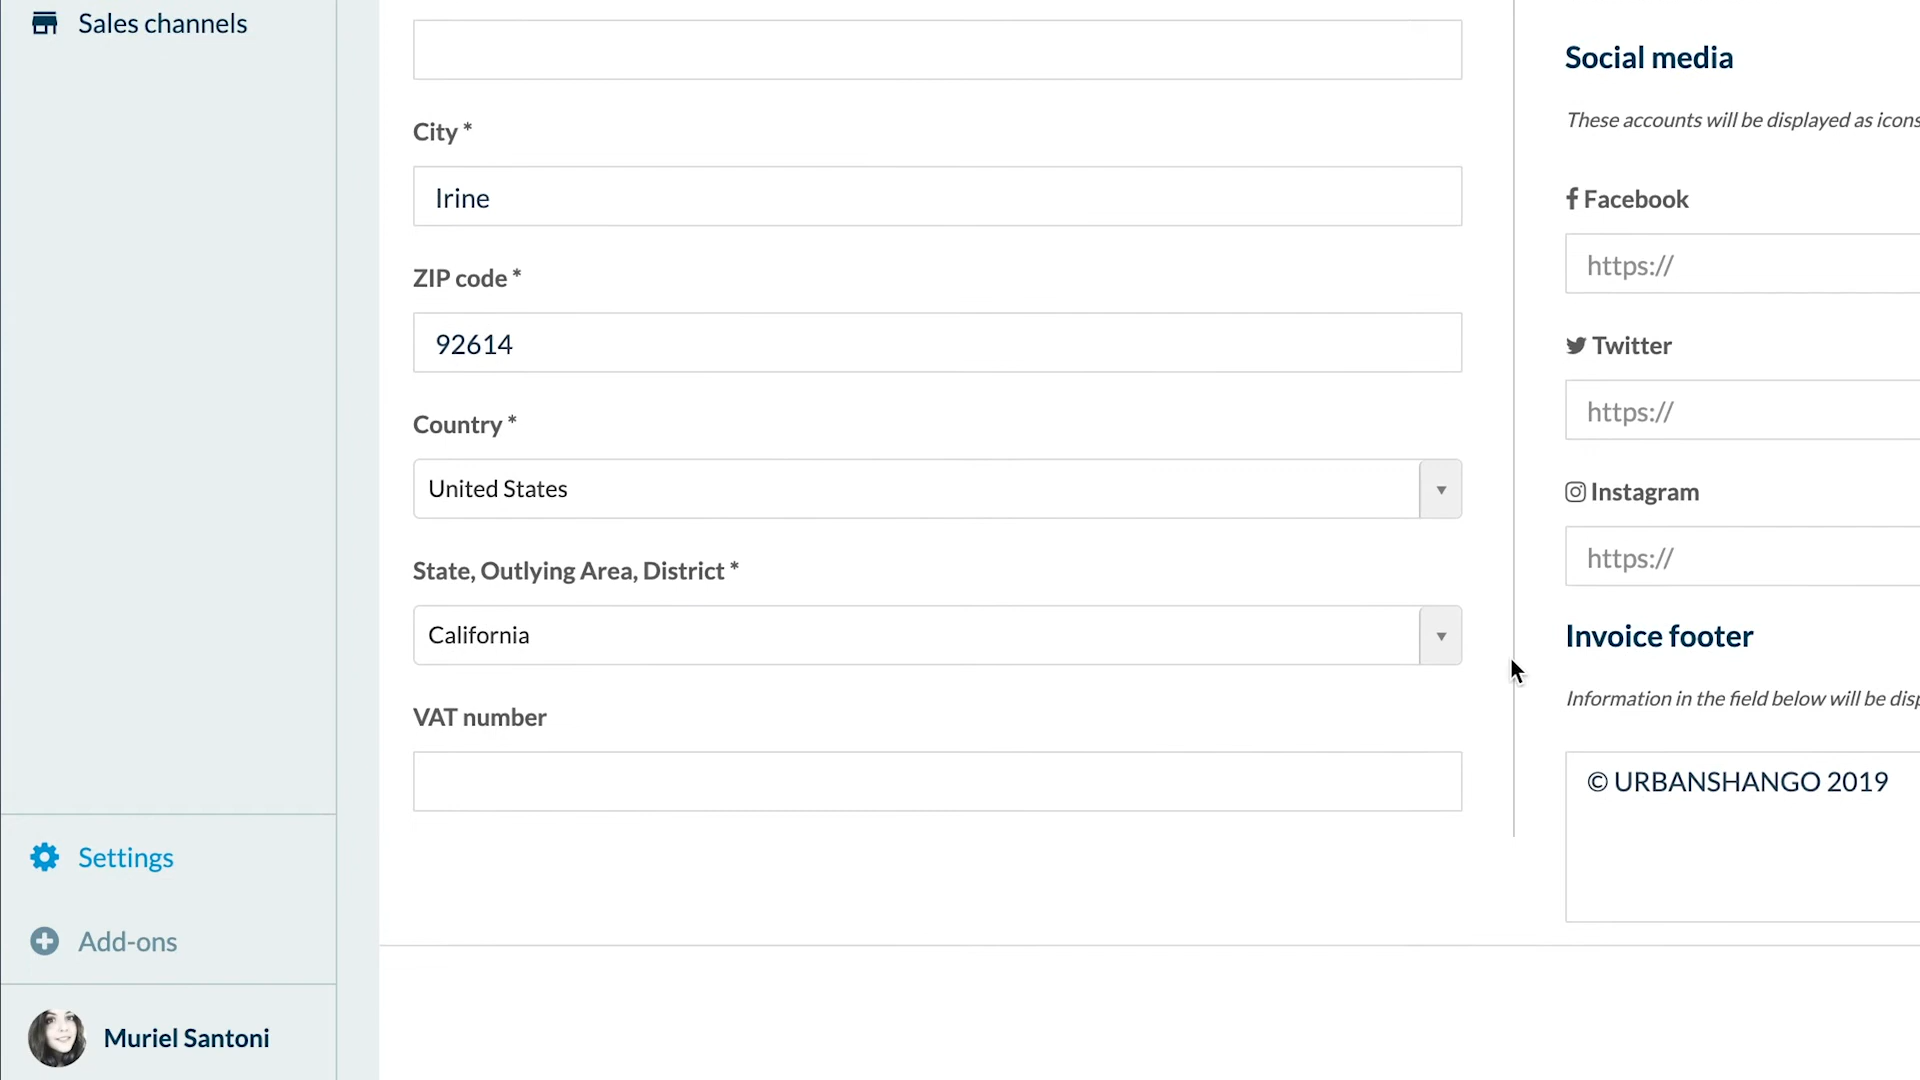 Sales channels
City *
Irine
ZIP code *
92614
Country *
United States
State, Outlying Area, District *
California
VAT number
Settings
Add-ons
Muriel Santoni
Social media
These accounts will be displayed as icons
Facebook
https://
Twitter
https://
Instagram
https://
Invoice footer
Information in the field below will be disp
© URBANSHANGO 2019